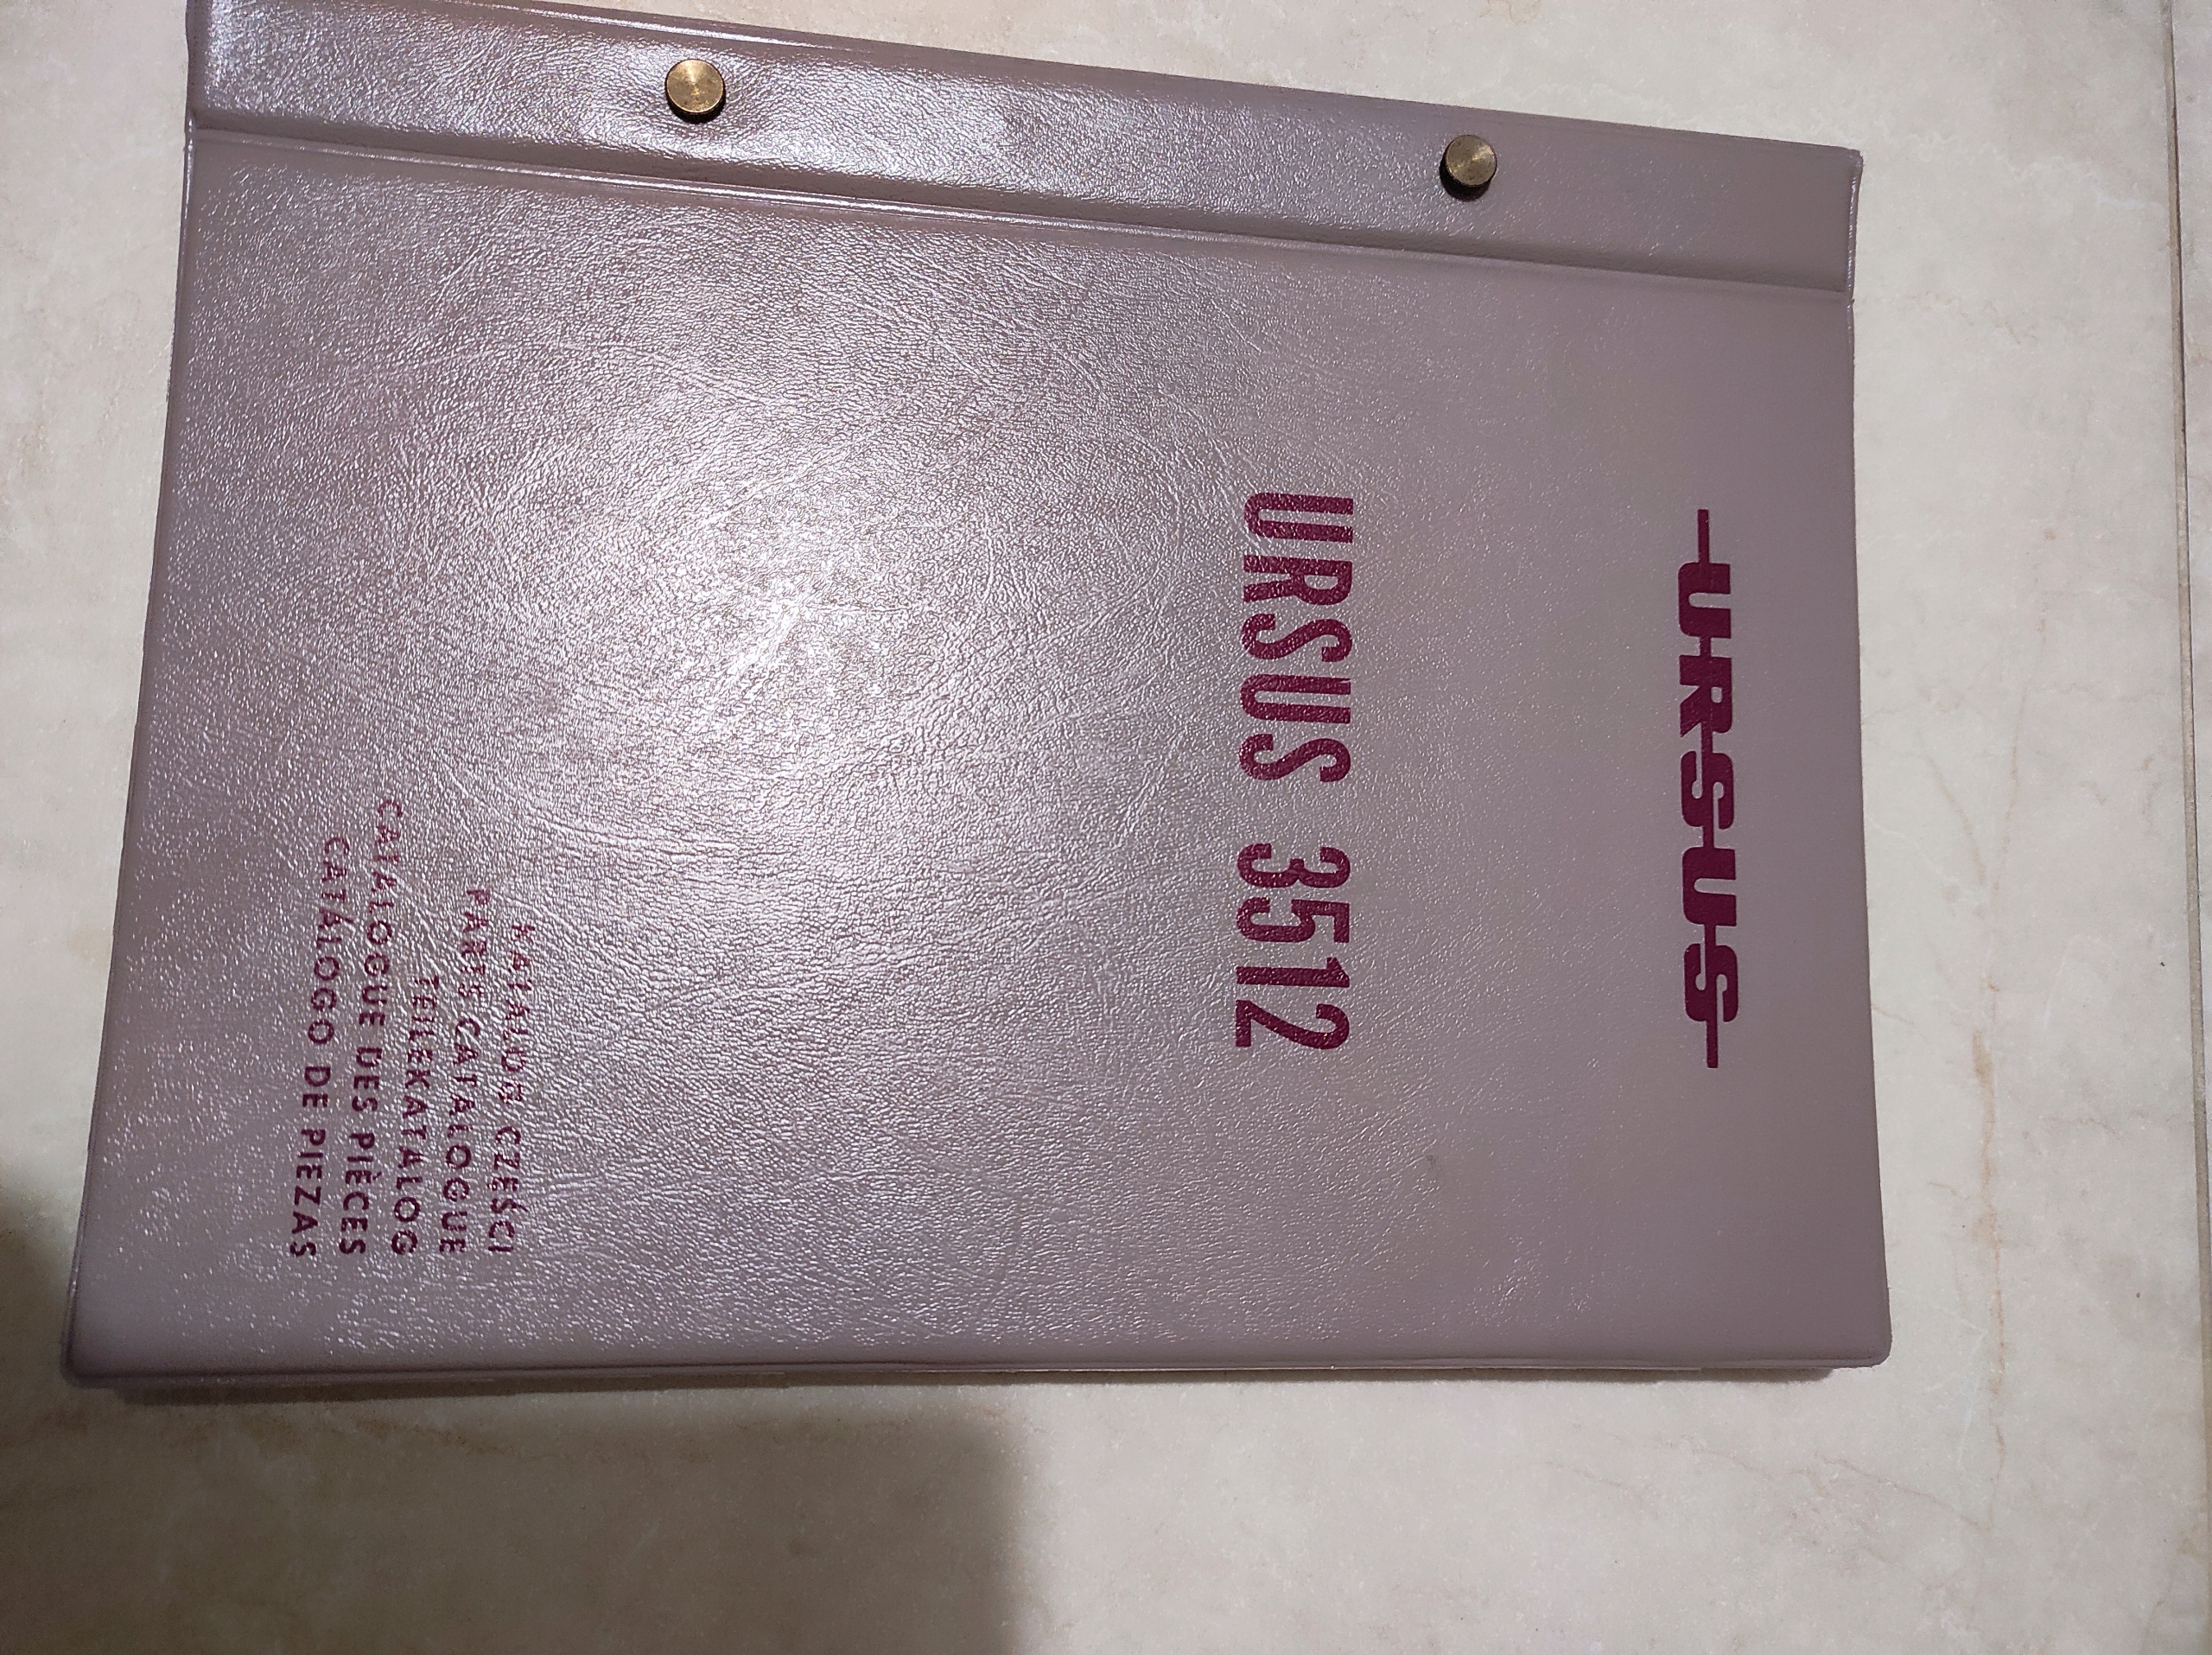 URSUS
URSUS 3512
KATALOG CZĘŚCI
PARTS CATALOGUE
TEILEKATALOG
CATALOGUE DES PIÈCES
CATÁLOGO DE PIEZAS